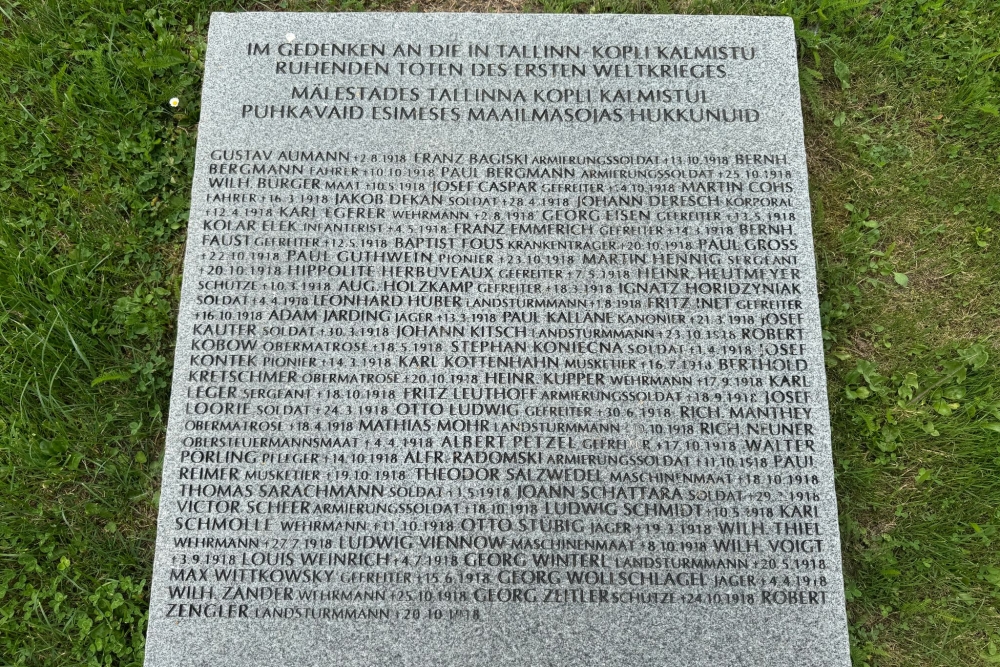 IM GEDENKEN AN DIE IN TALLINN-KOPLI KALMISTU
RUHENDEN TOTEN DES ERSTEN WELTKRIEGES
MÄLESTADES TALLINNA KOPLI KALMISTUL
PUHKAVAID ESIMESES MAAILMASÕJAS HUKKUNUID
GUSTAV AUMANN +2.8.1918 FRANZ BAGISKI ARMIERUNGSSOLDAT +13.10.1918 BERNH.
BERGMANN FAHRER +10.10.1918 PAUL BERGMANN ARMIERUNGSSOLDAT +25.10.1918
WILH. BÜRGER MAAT +10.5.1918 JOSEF CASPAR GEFREITER +14.10.1918 MARTIN COHS
FAHRER +16.3.1918 JAKOB DEKAN SOLDAT +28.4.1918 JOHANN DERESCH KORPORAL
+12.4.1918 KARL EGERER WEHRMANN +2.8.1918 GEORG EISEN GEFREITER +13.5.1918
KOLAR ELEK INFANTERIST +4.5.1918 FRANZ EMMERICH GEFREITER +14.3.1918 BERNH.
FAUST GEFREITER +12.5.1918 BAPTIST FOUS KRANKENTRÄGER +20.10.1918 PAUL GROSS
+22.10.1918 PAUL GUTHWEIN PIONIER +23.10.1918 MARTIN HENNIG SERGEANT
+20.10.1918 HIPPOLITE HERBUVEAUX GEFREITER +7.5.1918 HEINR. HEUTMEYER
SCHÜTZE +10.3.1918 AUG. HOLZKAMP GEFREITER +18.3.1918 IGNATZ HORIDZYNIAK
SOLDAT +4.4.1918 LEONHARD HUBER LANDSTURMMANN +1.8.1918 FRITZ GEFREITER
+16.10.1918 ADAM JARDING JÄGER +13.3.1918 PAUL KALLANE KANONIER +21.3.1918 JOSEF
KAUTER SOLDAT +30.3.1918 JOHANN KITSCH LANDSTURMMANN +23.10.1918 ROBERT
KOBOW OBERMATROSE +18.5.1918 STEPHAN KONIECNA SOLDAT +1.4.1918 JOSEF
KONTEK PIONIER +14.3.1918 KARL KOTTENHAHN MUSKETIER +16.7.1918 BERTHOLD
KRETSCHMER OBERMATROSE +20.10.1918 HEINR. KÜPPER WEHRMANN +17.9.1918 KARL
LEGER SERGEANT +18.10.1918 FRITZ LEUTHOFF ARMIERUNGSSOLDAT +18.9.1918 JOSEF
LOORIE SOLDAT +24.3.1918 OTTO LUDWIG GEFREITER +30.6.1918 RICH. MANTHEY
OBERMATROSE +18.4.1918 MATHIAS MOHR LANDSTURMMANN RICH. NEUNER
OBERSTEUERMANNSMAAT +4.4.1918 ALBERT PETZEL GEFREITER +17.10.1918 WALTER
PÖRLING PFLEGER +14.10.1918 ALFR. RADOMSKI ARMIERUNGSSOLDAT +11.10.1918 PAUL
REIMER MUSKETIER +19.10.1918 THEODOR SALZWEDEL MASCHINENMAAT +18.10.1918
THOMAS SARACHMANN SOLDAT +1.5.1918 JOANN SCHATTARA SOLDAT
VICTOR SCHEER ARMIERUNGSSOLDAT +18.10.1918 LUDWIG SCHMIDT +10.5.1918 KARL
SCHMOLLE WEHRMANN +11.10.1918 OTTO STÜBIG JÄGER +19.3.1918 WILH. THIEL
WEHRMANN +27.7.1918 LUDWIG VIENNOW MASCHINENMAAT +8.10.1918 WILH. VOIGT
+3.9.1918 LOUIS WEINRICH +4.7.1918 GEORG WINTERL LANDSTURMMANN +20.5.1918
MAX WITTKOWSKY GEFREITER +15.6.1918 GEORG WOLLSCHLÄGEL JÄGER +4.4.1918
WILH. ZANDER WEHRMANN +25.10.1918 GEORG ZEITLER SCHÜTZE +24.10.1918 ROBERT
ZENGLER LANDSTURMMANN +20.10.1918